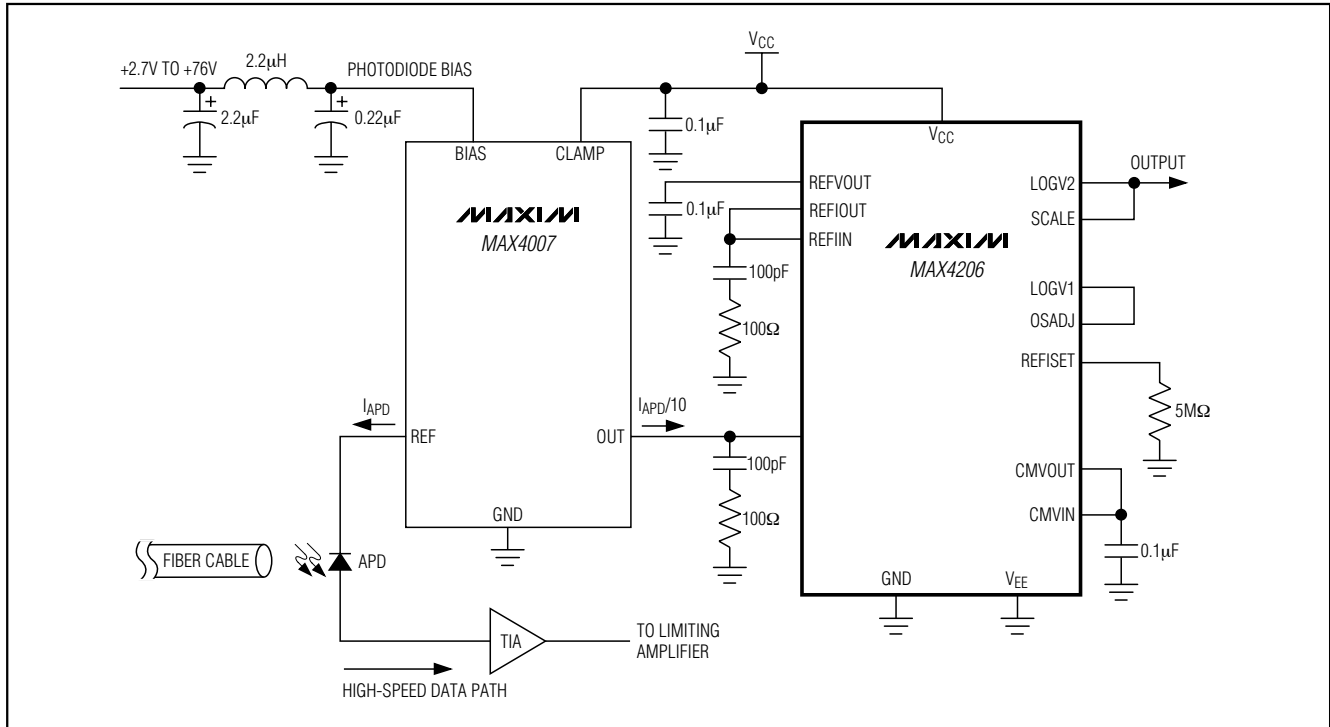 +2.7V TO +76V
2.2µH
PHOTODIODE BIAS
VCC
2.2µF
0.22µF
0.1µF
BIAS
CLAMP
VCC
OUTPUT
REFVOUT
LOGV2
0.1µF
REFIOUT
SCALE
MAXIM
MAX4007
REFIIN
MAXIM
MAX4206
100pF
LOGV1
100Ω
OSADJ
REFISET
IAPD
IAPD/10
5MΩ
REF
OUT
100pF
CMVOUT
100Ω
GND
CMVIN
0.1µF
FIBER CABLE
APD
GND
VEE
TIA
TO LIMITING
AMPLIFIER
HIGH-SPEED DATA PATH